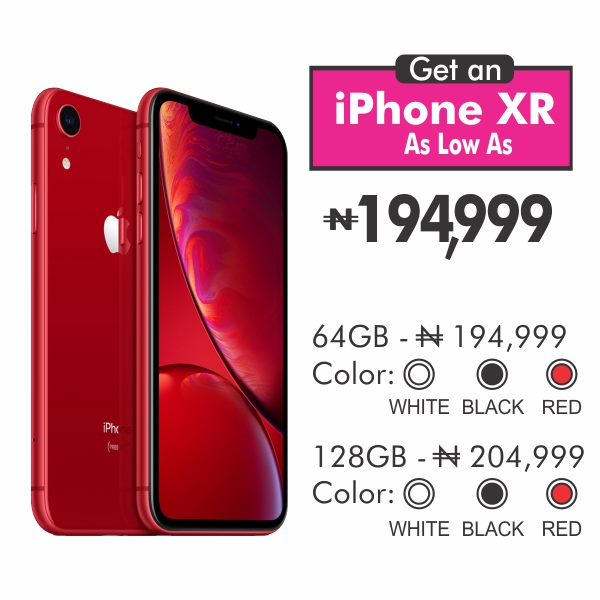 Get an
iPhone XR
As Low As
₦194,999
64GB - ₦ 194,999
Color:
WHITE BLACK RED
128GB - ₦ 204,999
Color:
WHITE BLACK RED
iPho